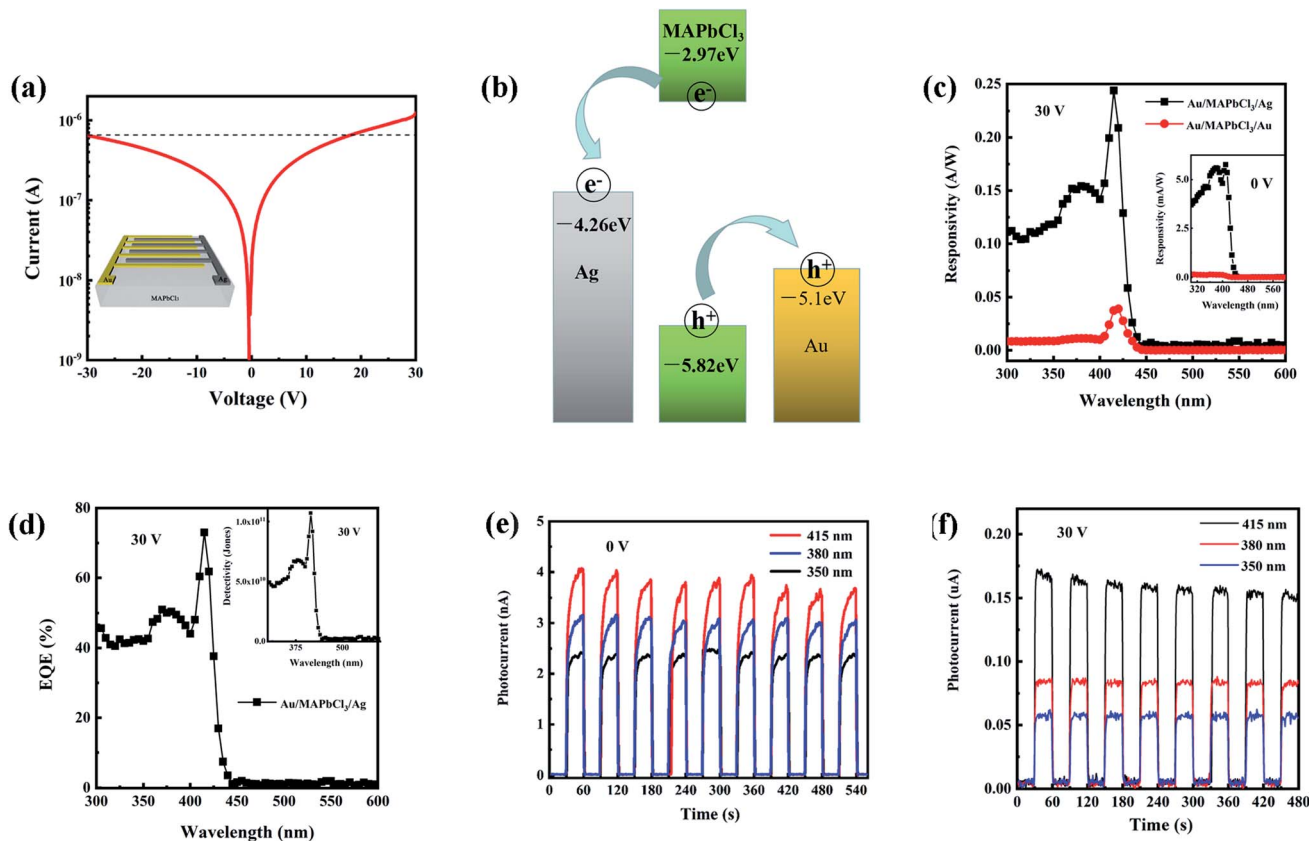 (a)
10⁻⁶
10⁻⁷
10⁻⁸
10⁻⁹
Current (A)
-30 -20 -10 0 10 20 30
Voltage (V)
Au
Ag
MAPbCl₃
(b)
MAPbCl₃
−2.97eV
e⁻
e⁻
−4.26eV
Ag
h⁺
−5.82eV
h⁺
−5.1eV
Au
(c)
30 V
0.25
0.20
0.15
0.10
0.05
0.00
Responsivity (A/W)
300 350 400 450 500 550 600
Wavelength (nm)
Au/MAPbCl₃/Ag
Au/MAPbCl₃/Au
0 V
5.0
2.5
0.0
Responsivity (mA/W)
320 400 480 560
Wavelength (nm)
(d)
30 V
80
60
40
20
0
EQE (%)
300 350 400 450 500 550 600
Wavelength (nm)
Au/MAPbCl₃/Ag
30 V
1.0x10¹¹
5.0x10¹⁰
0.0
Detectivity (Jones)
375 500
Wavelength (nm)
(e)
0 V
415 nm
380 nm
350 nm
5
4
3
2
1
0
Photocurrent (nA)
0 60 120 180 240 300 360 420 480 540
Time (s)
(f)
30 V
415 nm
380 nm
350 nm
0.20
0.15
0.10
0.05
0.00
Photocurrent (uA)
0 60 120 180 240 300 360 420 480
Time (s)